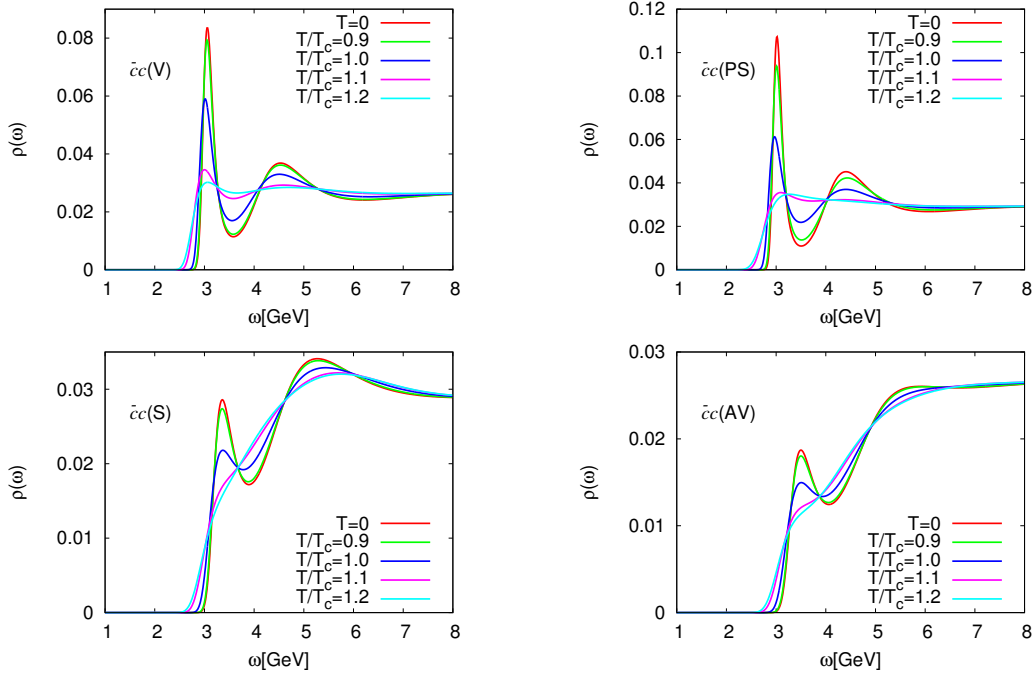 c̄c(V)
T=0
T/Tc=0.9
T/Tc=1.0
T/Tc=1.1
T/Tc=1.2
ρ(ω)
0.08
0.06
0.04
0.02
0
1 2 3 4 5 6 7 8
ω[GeV]
c̄c(PS)
T=0
T/Tc=0.9
T/Tc=1.0
T/Tc=1.1
T/Tc=1.2
ρ(ω)
0.12
0.1
0.08
0.06
0.04
0.02
0
1 2 3 4 5 6 7 8
ω[GeV]
c̄c(S)
ρ(ω)
0.03
0.02
0.01
0
T=0
T/Tc=0.9
T/Tc=1.0
T/Tc=1.1
T/Tc=1.2
1 2 3 4 5 6 7 8
ω[GeV]
c̄c(AV)
ρ(ω)
0.03
0.02
0.01
0
T=0
T/Tc=0.9
T/Tc=1.0
T/Tc=1.1
T/Tc=1.2
1 2 3 4 5 6 7 8
ω[GeV]